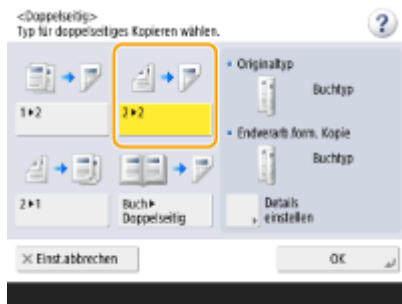 <Doppelseitig>
Typ für doppelseitiges Kopieren wählen.
?
• Originaltyp
Buchtyp
1▸2
2▸2
• Endverarb.form. Kopie
Buchtyp
2▸1
Buch▸
Doppelseitig
Details
einstellen
× Einst.abbrechen
OK